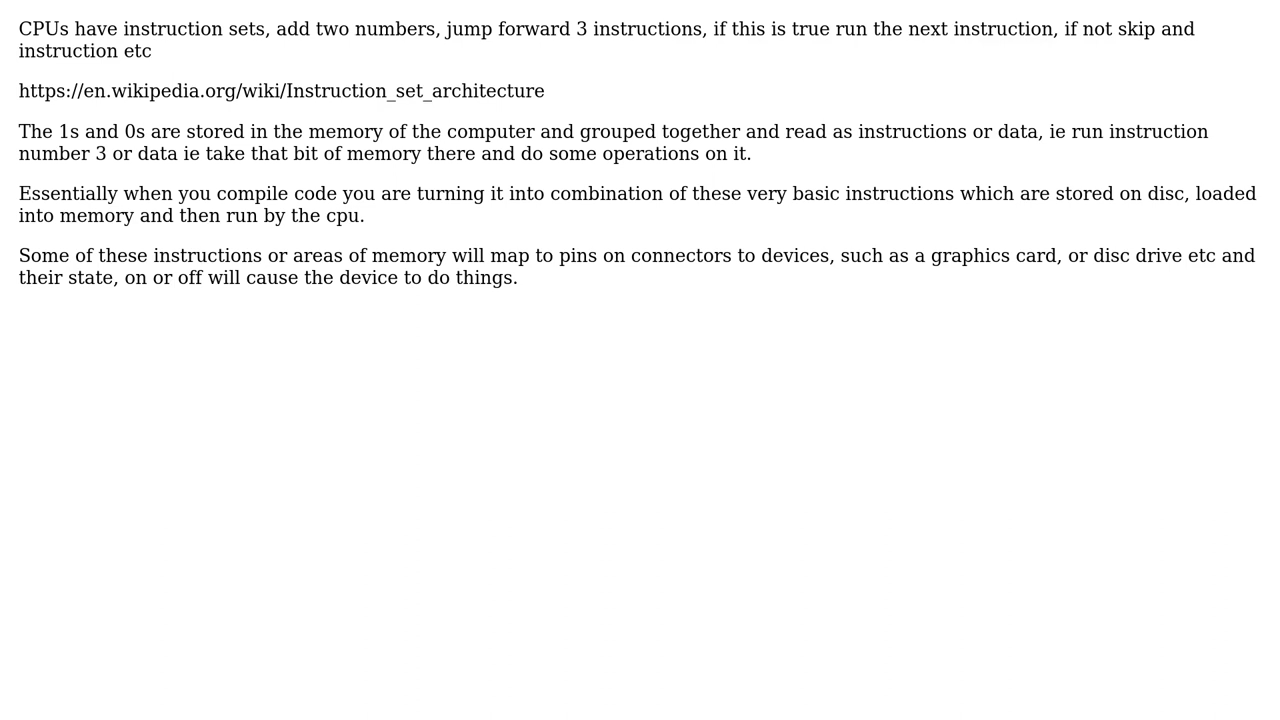 CPUs have instruction sets, add two numbers, jump forward 3 instructions, if this is true run the next instruction, if not skip and
instruction etc
https://en.wikipedia.org/wiki/Instruction_set_architecture
The 1s and 0s are stored in the memory of the computer and grouped together and read as instructions or data, ie run instruction
number 3 or data ie take that bit of memory there and do some operations on it.
Essentially when you compile code you are turning it into combination of these very basic instructions which are stored on disc, loaded
into memory and then run by the cpu.
Some of these instructions or areas of memory will map to pins on connectors to devices, such as a graphics card, or disc drive etc and
their state, on or off will cause the device to do things.